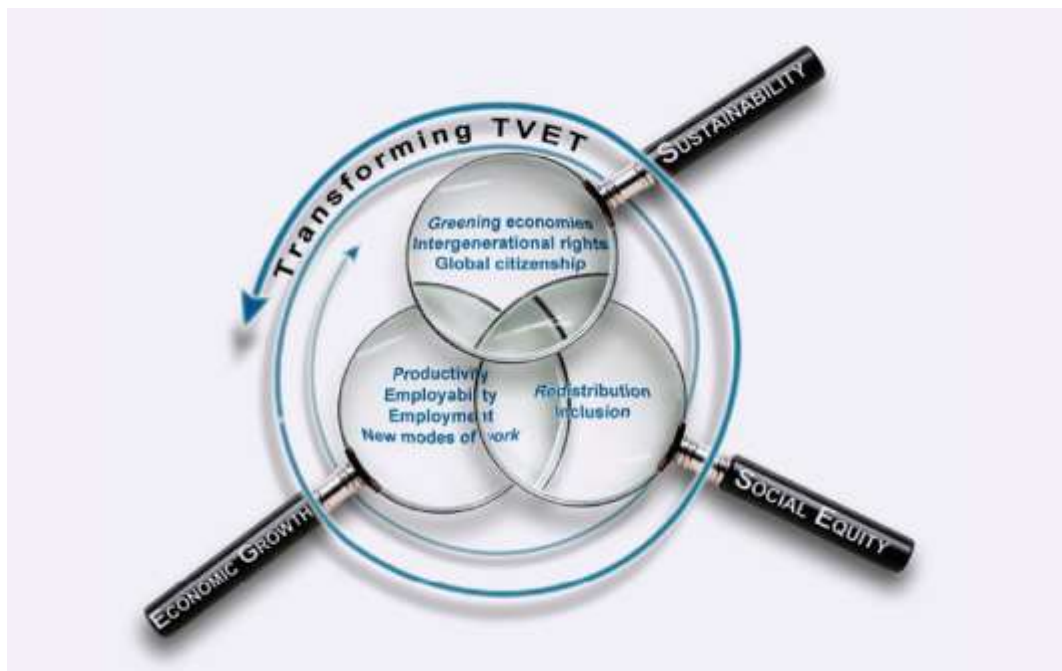 Transforming TVET
SUSTAINABILITY
Greening economies
Intergenerational rights
Global citizenship
Productivity
Employability
Employment
New modes of work
Redistribution
Inclusion
ECONOMIC GROWTH
SOCIAL EQUITY